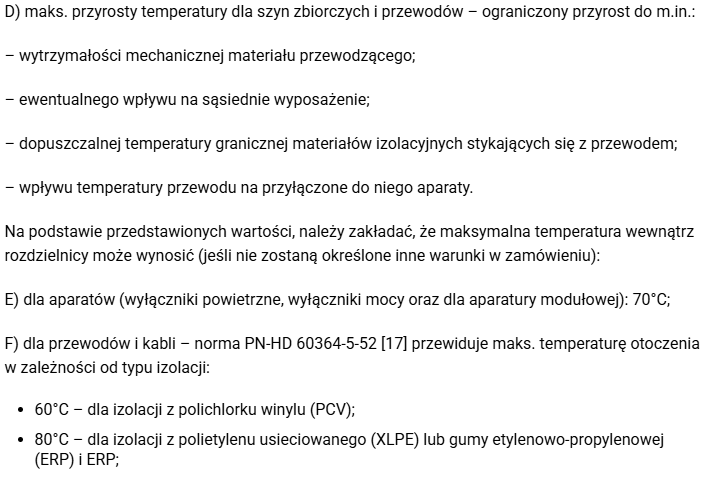 D) maks. przyrosty temperatury dla szyn zbiorczych i przewodów – ograniczony przyrost do m.in.:
– wytrzymałości mechanicznej materiału przewodzącego;
– ewentualnego wpływu na sąsiednie wyposażenie;
– dopuszczalnej temperatury granicznej materiałów izolacyjnych stykających się z przewodem;
– wpływu temperatury przewodu na przyłączone do niego aparaty.
Na podstawie przedstawionych wartości, należy zakładać, że maksymalna temperatura wewnątrz
rozdzielnicy może wynosić (jeśli nie zostaną określone inne warunki w zamówieniu):
E) dla aparatów (wyłączniki powietrzne, wyłączniki mocy oraz dla aparatury modułowej): 70°C;
F) dla przewodów i kabli – norma PN-HD 60364-5-52 [17] przewiduje maks. temperaturę otoczenia
w zależności od typu izolacji:
• 60°C – dla izolacji z polichlorku winylu (PCV);
• 80°C – dla izolacji z polietylenu usieciowanego (XLPE) lub gumy etylenowo-propylenowej
(ERP) i ERP;